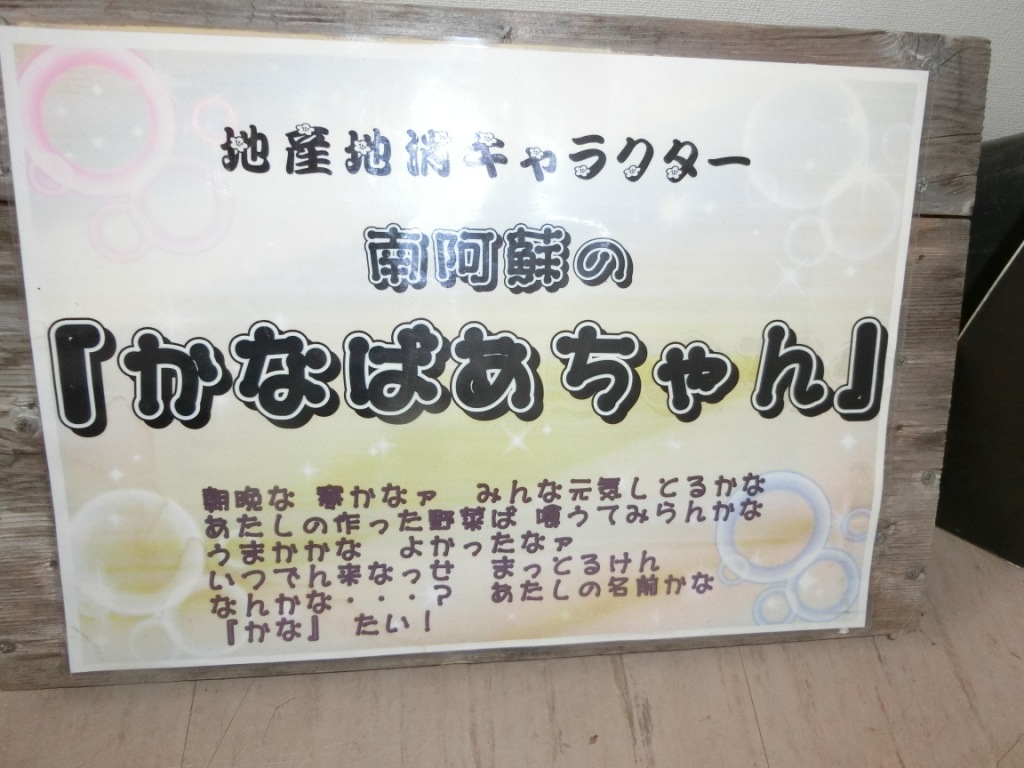 地産地消キャラクター
南阿蘇の
『かなばあちゃん』
朝晩な 寒かなァ みんな元気しとるかな
あたしの作った野菜ば 喰うてみらんかな
うまかかな よかったなァ
いつでん来なっせ まっとるけん
なんかな・・・? あたしの名前かな
『かな』 たい!